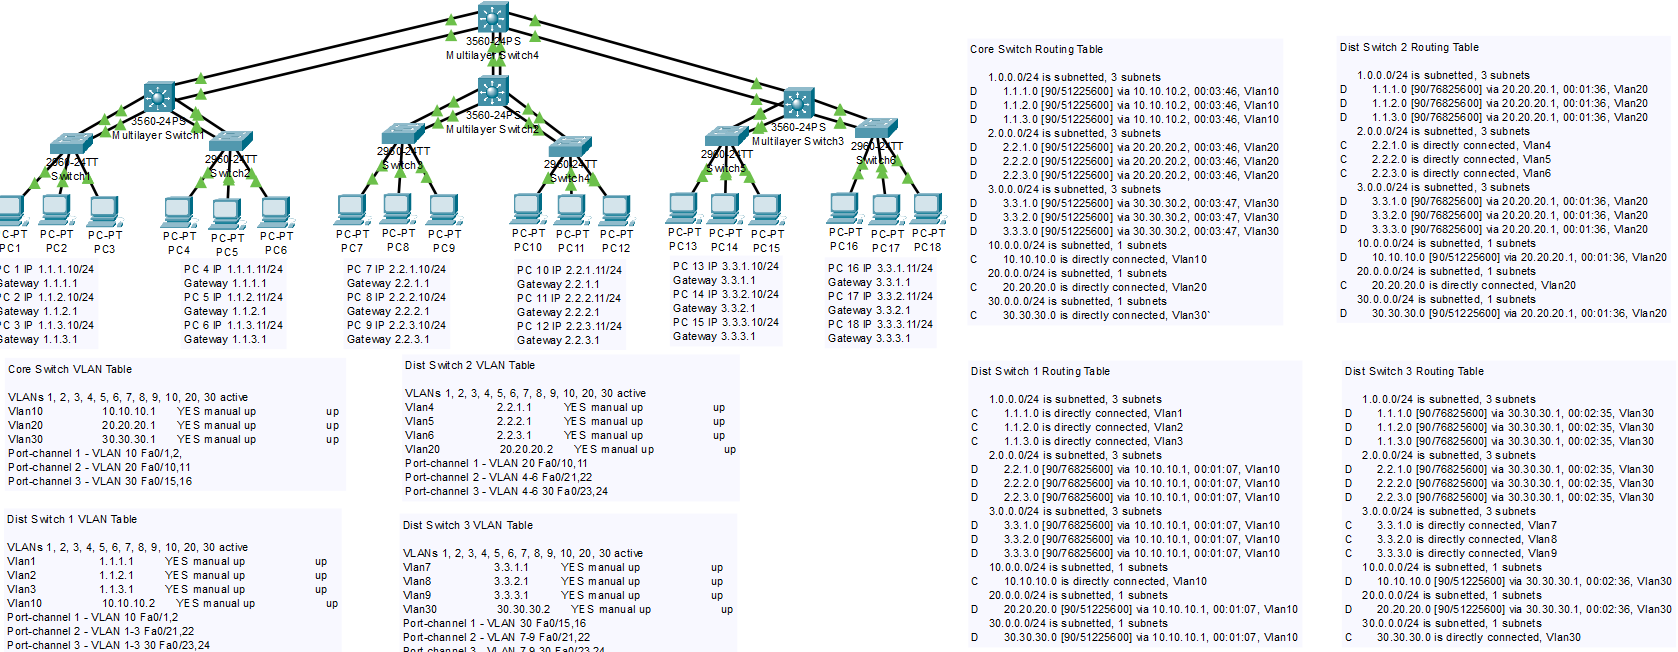 3560-24PS
Multilayer Switch4
3560-24PS
Multilayer Switch1
3560-24PS
Multilayer Switch2
3560-24PS
Multilayer Switch3
2960-24TT
Switch1
2960-24TT
Switch2
2960-24TT
Switch3
2960-24TT
Switch4
2960-24TT
Switch5
2960-24TT
Switch6
PC-PT
PC1
PC-PT
PC2
PC-PT
PC3
PC-PT
PC4
PC-PT
PC5
PC-PT
PC6
PC-PT
PC7
PC-PT
PC8
PC-PT
PC9
PC-PT
PC10
PC-PT
PC11
PC-PT
PC12
PC-PT
PC13
PC-PT
PC14
PC-PT
PC15
PC-PT
PC16
PC-PT
PC17
PC-PT
PC18
PC 1 IP 1.1.1.10/24
Gateway 1.1.1.1
PC 2 IP 1.1.2.10/24
Gateway 1.1.2.1
PC 3 IP 1.1.3.10/24
Gateway 1.1.3.1
PC 4 IP 1.1.1.11/24
Gateway 1.1.1.1
PC 5 IP 1.1.2.11/24
Gateway 1.1.2.1
PC 6 IP 1.1.3.11/24
Gateway 1.1.3.1
PC 7 IP 2.2.1.10/24
Gateway 2.2.1.1
PC 8 IP 2.2.2.10/24
Gateway 2.2.2.1
PC 9 IP 2.2.3.10/24
Gateway 2.2.3.1
PC 10 IP 2.2.1.11/24
Gateway 2.2.1.1
PC 11 IP 2.2.2.11/24
Gateway 2.2.2.1
PC 12 IP 2.2.3.11/24
Gateway 2.2.3.1
PC 13 IP 3.3.1.10/24
Gateway 3.3.1.1
PC 14 IP 3.3.2.10/24
Gateway 3.3.2.1
PC 15 IP 3.3.3.10/24
Gateway 3.3.3.1
PC 16 IP 3.3.1.11/24
Gateway 3.3.1.1
PC 17 IP 3.3.2.11/24
Gateway 3.3.2.1
PC 18 IP 3.3.3.11/24
Gateway 3.3.3.1
Core Switch VLAN Table
VLANs 1, 2, 3, 4, 5, 6, 7, 8, 9, 10, 20, 30 active
Vlan10 10.10.10.1 YES manual up up
Vlan20 20.20.20.1 YES manual up up
Vlan30 30.30.30.1 YES manual up up
Port-channel 1 - VLAN 10 Fa0/1,2,
Port-channel 2 - VLAN 20 Fa0/10,11
Port-channel 3 - VLAN 30 Fa0/15,16
Dist Switch 2 VLAN Table
VLANs 1, 2, 3, 4, 5, 6, 7, 8, 9, 10, 20, 30 active
Vlan4 2.2.1.1 YES manual up up
Vlan5 2.2.2.1 YES manual up up
Vlan6 2.2.3.1 YES manual up up
Vlan20 20.20.20.2 YES manual up up
Port-channel 1 - VLAN 20 Fa0/10,11
Port-channel 2 - VLAN 4-6 Fa0/21,22
Port-channel 3 - VLAN 4-6 30 Fa0/23,24
Dist Switch 1 VLAN Table
VLANs 1, 2, 3, 4, 5, 6, 7, 8, 9, 10, 20, 30 active
Vlan1 1.1.1.1 YES manual up up
Vlan2 1.1.2.1 YES manual up up
Vlan3 1.1.3.1 YES manual up up
Vlan10 10.10.10.2 YES manual up up
Port-channel 1 - VLAN 10 Fa0/1,2
Port-channel 2 - VLAN 1-3 Fa0/21,22
Port-channel 3 - VLAN 1-3 30 Fa0/23,24
Dist Switch 3 VLAN Table
VLANs 1, 2, 3, 4, 5, 6, 7, 8, 9, 10, 20, 30 active
Vlan7 3.3.1.1 YES manual up up
Vlan8 3.3.2.1 YES manual up up
Vlan9 3.3.3.1 YES manual up up
Vlan30 30.30.30.2 YES manual up up
Port-channel 1 - VLAN 30 Fa0/15,16
Port-channel 2 - VLAN 7-9 Fa0/21,22
Port-channel 3 - VLAN 7-9 30 Fa0/23,24
Core Switch Routing Table
1.0.0.0/24 is subnetted, 3 subnets
D 1.1.1.0 [90/51225600] via 10.10.10.2, 00:03:46, Vlan10
D 1.1.2.0 [90/51225600] via 10.10.10.2, 00:03:46, Vlan10
D 1.1.3.0 [90/51225600] via 10.10.10.2, 00:03:46, Vlan10
2.0.0.0/24 is subnetted, 3 subnets
D 2.2.1.0 [90/51225600] via 20.20.20.2, 00:03:46, Vlan20
D 2.2.2.0 [90/51225600] via 20.20.20.2, 00:03:46, Vlan20
D 2.2.3.0 [90/51225600] via 20.20.20.2, 00:03:46, Vlan20
3.0.0.0/24 is subnetted, 3 subnets
D 3.3.1.0 [90/51225600] via 30.30.30.2, 00:03:47, Vlan30
D 3.3.2.0 [90/51225600] via 30.30.30.2, 00:03:47, Vlan30
D 3.3.3.0 [90/51225600] via 30.30.30.2, 00:03:47, Vlan30
10.0.0.0/24 is subnetted, 1 subnets
C 10.10.10.0 is directly connected, Vlan10
20.0.0.0/24 is subnetted, 1 subnets
C 20.20.20.0 is directly connected, Vlan20
30.0.0.0/24 is subnetted, 1 subnets
C 30.30.30.0 is directly connected, Vlan30`
Dist Switch 2 Routing Table
1.0.0.0/24 is subnetted, 3 subnets
D 1.1.1.0 [90/76825600] via 20.20.20.1, 00:01:36, Vlan20
D 1.1.2.0 [90/76825600] via 20.20.20.1, 00:01:36, Vlan20
D 1.1.3.0 [90/76825600] via 20.20.20.1, 00:01:36, Vlan20
2.0.0.0/24 is subnetted, 3 subnets
C 2.2.1.0 is directly connected, Vlan4
C 2.2.2.0 is directly connected, Vlan5
C 2.2.3.0 is directly connected, Vlan6
3.0.0.0/24 is subnetted, 3 subnets
D 3.3.1.0 [90/76825600] via 20.20.20.1, 00:01:36, Vlan20
D 3.3.2.0 [90/76825600] via 20.20.20.1, 00:01:36, Vlan20
D 3.3.3.0 [90/76825600] via 20.20.20.1, 00:01:36, Vlan20
10.0.0.0/24 is subnetted, 1 subnets
D 10.10.10.0 [90/51225600] via 20.20.20.1, 00:01:36, Vlan20
20.0.0.0/24 is subnetted, 1 subnets
C 20.20.20.0 is directly connected, Vlan20
30.0.0.0/24 is subnetted, 1 subnets
D 30.30.30.0 [90/51225600] via 20.20.20.1, 00:01:36, Vlan20
Dist Switch 1 Routing Table
1.0.0.0/24 is subnetted, 3 subnets
C 1.1.1.0 is directly connected, Vlan1
C 1.1.2.0 is directly connected, Vlan2
C 1.1.3.0 is directly connected, Vlan3
2.0.0.0/24 is subnetted, 3 subnets
D 2.2.1.0 [90/76825600] via 10.10.10.1, 00:01:07, Vlan10
D 2.2.2.0 [90/76825600] via 10.10.10.1, 00:01:07, Vlan10
D 2.2.3.0 [90/76825600] via 10.10.10.1, 00:01:07, Vlan10
3.0.0.0/24 is subnetted, 3 subnets
D 3.3.1.0 [90/76825600] via 10.10.10.1, 00:01:07, Vlan10
D 3.3.2.0 [90/76825600] via 10.10.10.1, 00:01:07, Vlan10
D 3.3.3.0 [90/76825600] via 10.10.10.1, 00:01:07, Vlan10
10.0.0.0/24 is subnetted, 1 subnets
C 10.10.10.0 is directly connected, Vlan10
20.0.0.0/24 is subnetted, 1 subnets
D 20.20.20.0 [90/51225600] via 10.10.10.1, 00:01:07, Vlan10
30.0.0.0/24 is subnetted, 1 subnets
D 30.30.30.0 [90/51225600] via 10.10.10.1, 00:01:07, Vlan10
Dist Switch 3 Routing Table
1.0.0.0/24 is subnetted, 3 subnets
D 1.1.1.0 [90/76825600] via 30.30.30.1, 00:02:35, Vlan30
D 1.1.2.0 [90/76825600] via 30.30.30.1, 00:02:35, Vlan30
D 1.1.3.0 [90/76825600] via 30.30.30.1, 00:02:35, Vlan30
2.0.0.0/24 is subnetted, 3 subnets
D 2.2.1.0 [90/76825600] via 30.30.30.1, 00:02:35, Vlan30
D 2.2.2.0 [90/76825600] via 30.30.30.1, 00:02:35, Vlan30
D 2.2.3.0 [90/76825600] via 30.30.30.1, 00:02:35, Vlan30
3.0.0.0/24 is subnetted, 3 subnets
C 3.3.1.0 is directly connected, Vlan7
C 3.3.2.0 is directly connected, Vlan8
C 3.3.3.0 is directly connected, Vlan9
10.0.0.0/24 is subnetted, 1 subnets
D 10.10.10.0 [90/51225600] via 30.30.30.1, 00:02:36, Vlan30
20.0.0.0/24 is subnetted, 1 subnets
D 20.20.20.0 [90/51225600] via 30.30.30.1, 00:02:36, Vlan30
30.0.0.0/24 is subnetted, 1 subnets
C 30.30.30.0 is directly connected, Vlan30